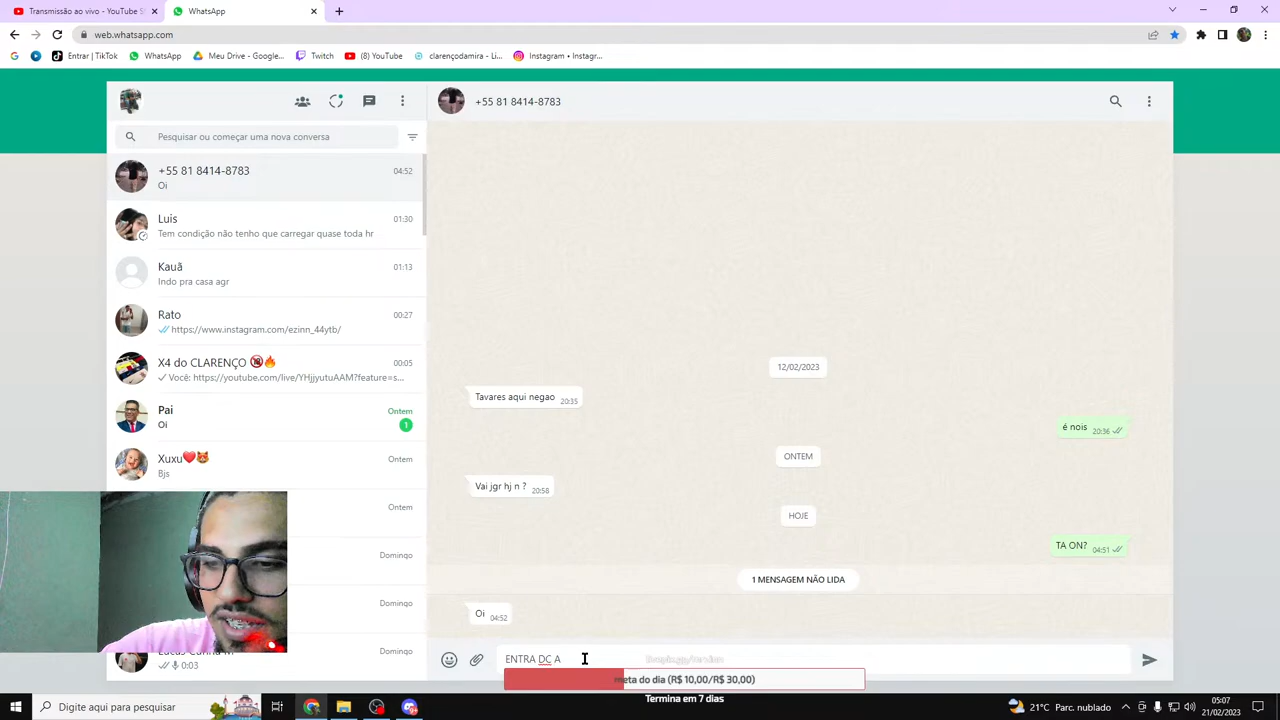 Transmissão ao vivo - YouTube S
WhatsApp
web.whatsapp.com
Entrar | TikTok
WhatsApp
Meu Drive - Google...
Twitch
(8) YouTube
clarençodamira - Li...
Instagram • Instagr...
+55 81 8414-8783
Pesquisar ou começar uma nova conversa
+55 81 8414-8783
04:52
Oi
Luis
01:30
Tem condição não tenho que carregar quase toda hr
Kauã
01:13
Indo pra casa agr
Rato
00:27
https://www.instagram.com/ezinn_44ytb/
X4 do CLARENÇO 🔞🔥
00:05
Você: https://youtube.com/live/YHjjyutuAAM?feature=s...
Pai
Ontem
Oi
1
Xuxu❤️😻
Ontem
Bjs
Ontem
Domingo
Domingo
Domingo
0:03
12/02/2023
Tavares aqui negao 20:35
é nois 20:36
ONTEM
Vai jgr hj n ? 20:58
HOJE
TA ON? 04:51
1 MENSAGEM NÃO LIDA
Oi 04:52
ENTRA DC A
meta do dia (R$ 10,00/R$ 30,00)
Termina em 7 dias
Digite aqui para pesquisar
21°C Parc. nublado
05:07
21/02/2023